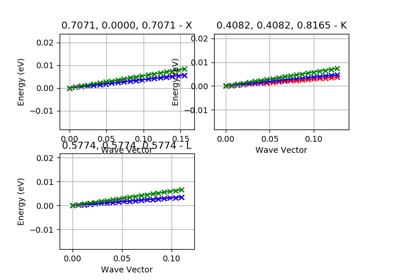 0.7071, 0.0000, 0.7071 - X
0.02
0.01
0.00
−0.01
Energy (eV)
0.00 0.05 0.10 0.15
Wave Vector
0.4082, 0.4082, 0.8165 - K
0.02
0.01
0.00
−0.01
Energy (eV)
0.00 0.05 0.10
Wave Vector
0.5774, 0.5774, 0.5774 - L
0.02
0.01
0.00
−0.01
Energy (eV)
0.00 0.05 0.10
Wave Vector